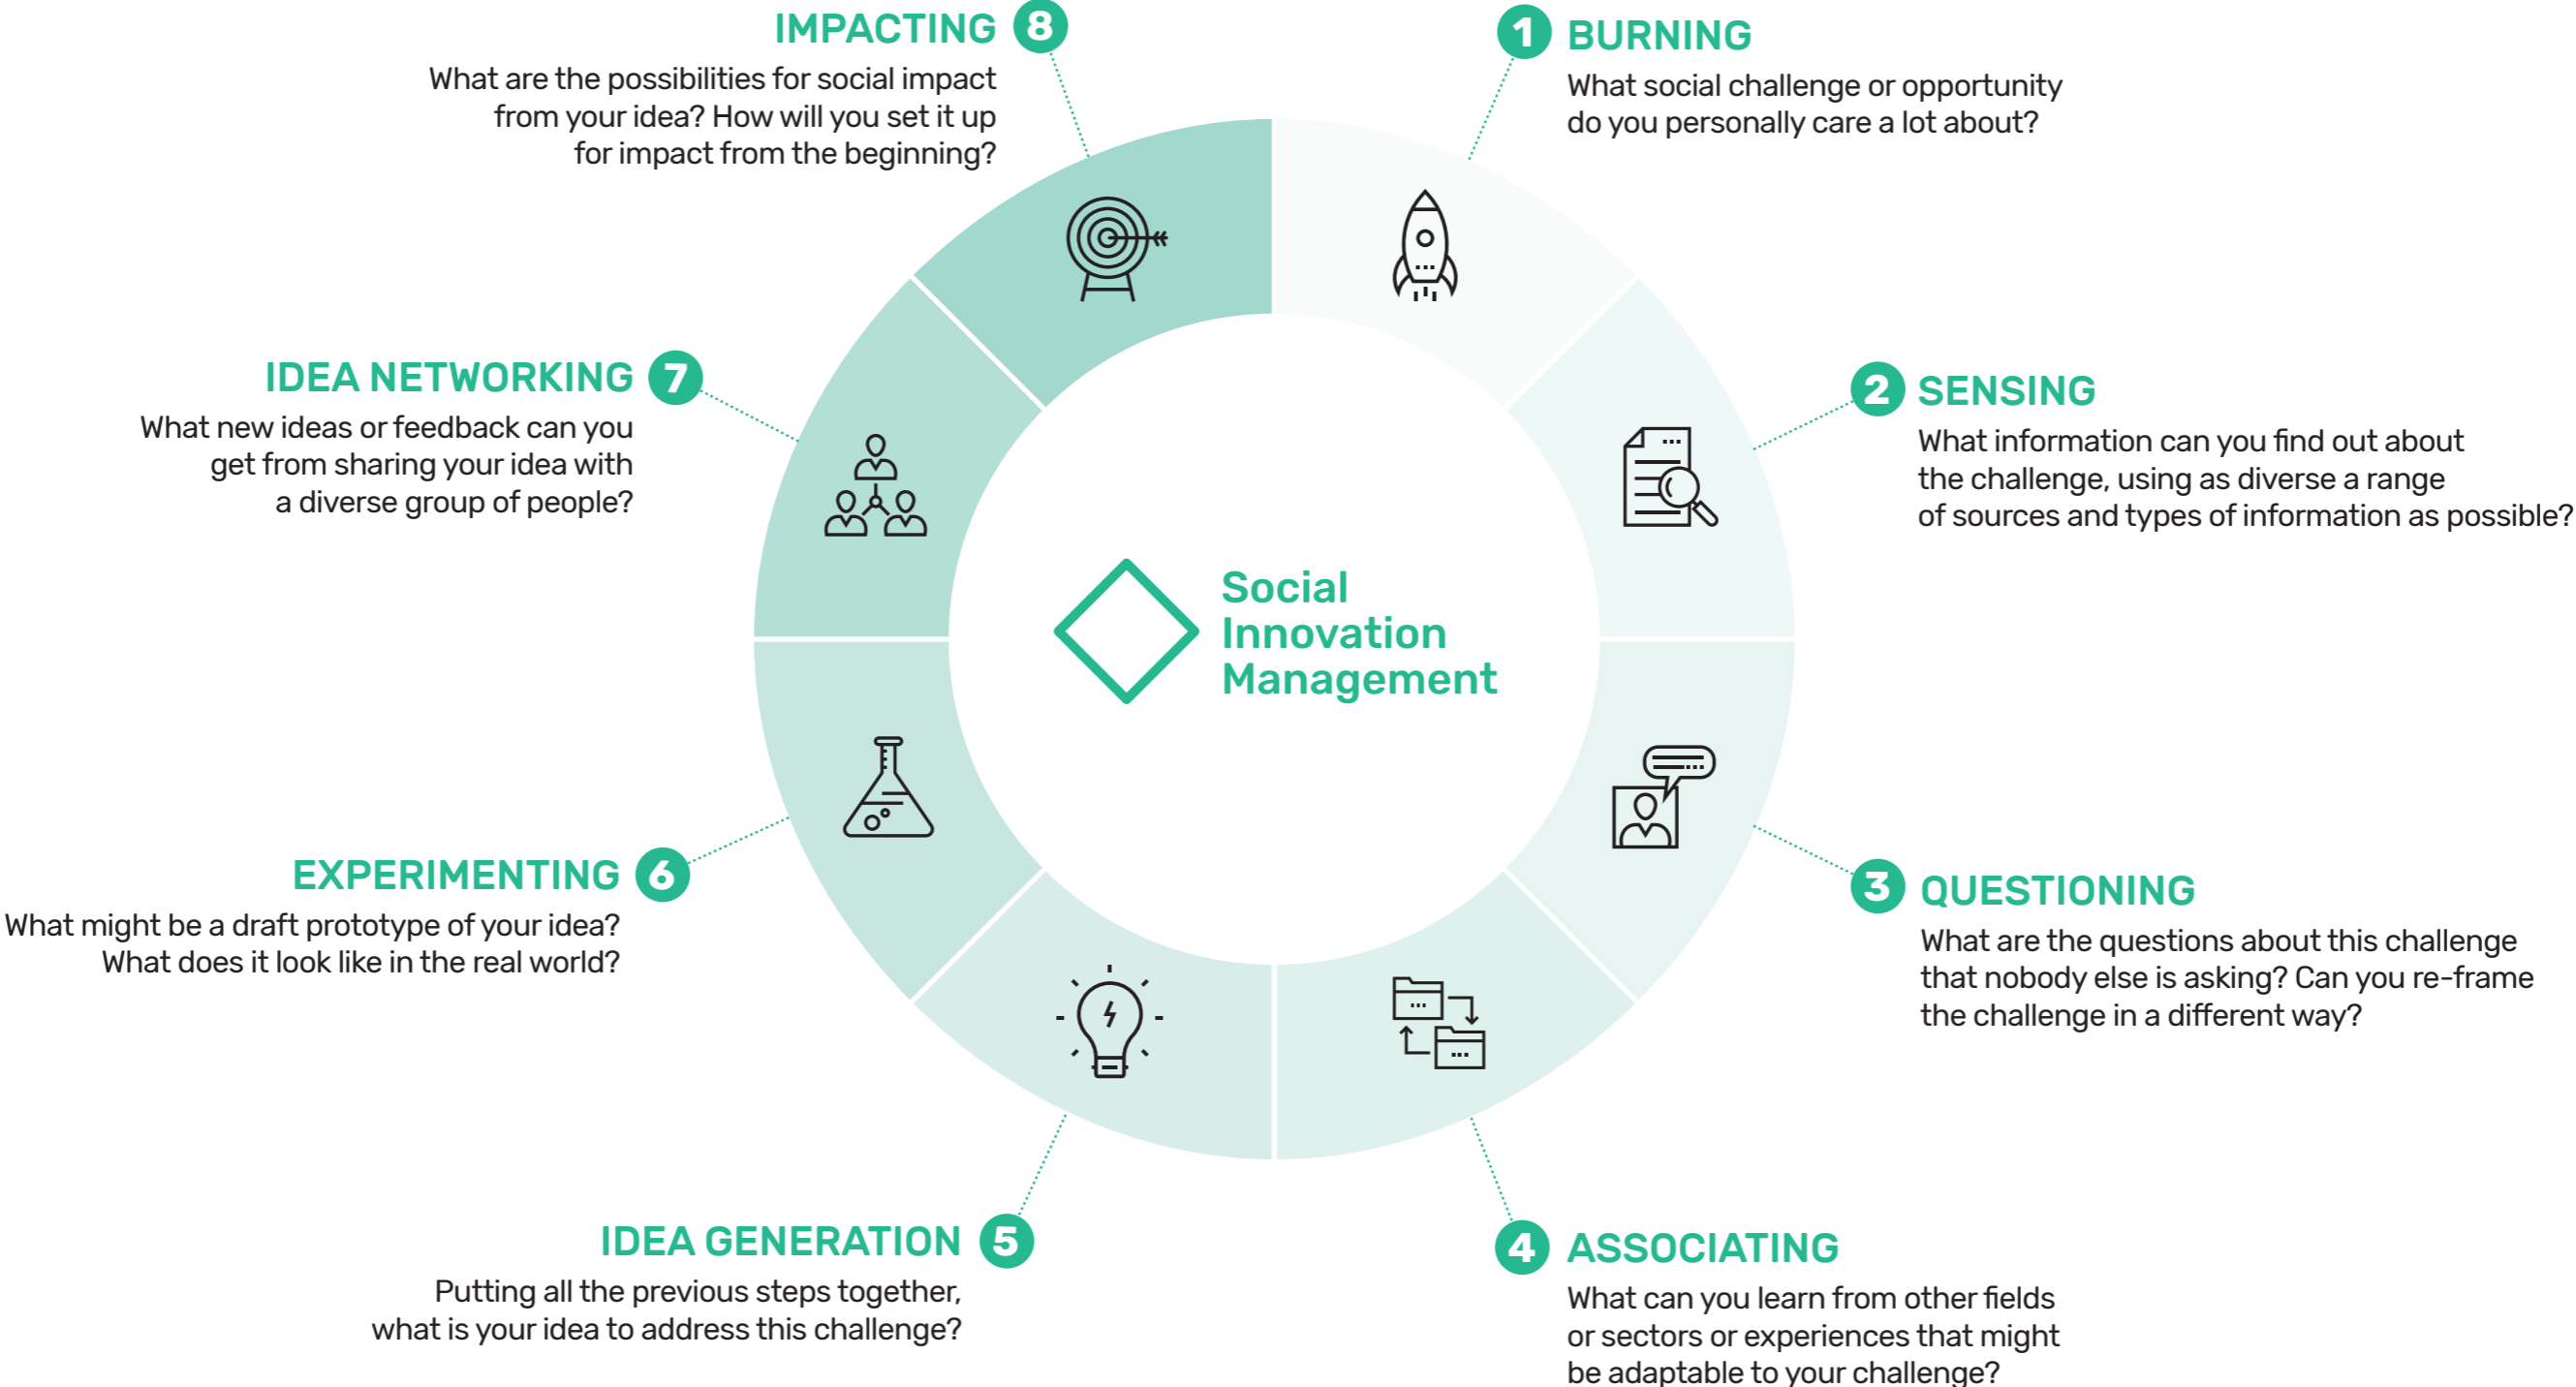 1 BURNING
What social challenge or opportunity
do you personally care a lot about?
2 SENSING
What information can you find out about
the challenge, using as diverse a range
of sources and types of information as possible?
3 QUESTIONING
What are the questions about this challenge
that nobody else is asking? Can you re-frame
the challenge in a different way?
4 ASSOCIATING
What can you learn from other fields
or sectors or experiences that might
be adaptable to your challenge?
IDEA GENERATION 5
Putting all the previous steps together,
what is your idea to address this challenge?
EXPERIMENTING 6
What might be a draft prototype of your idea?
What does it look like in the real world?
IDEA NETWORKING 7
What new ideas or feedback can you
get from sharing your idea with
a diverse group of people?
IMPACTING 8
What are the possibilities for social impact
from your idea? How will you set it up
for impact from the beginning?
Social
Innovation
Management